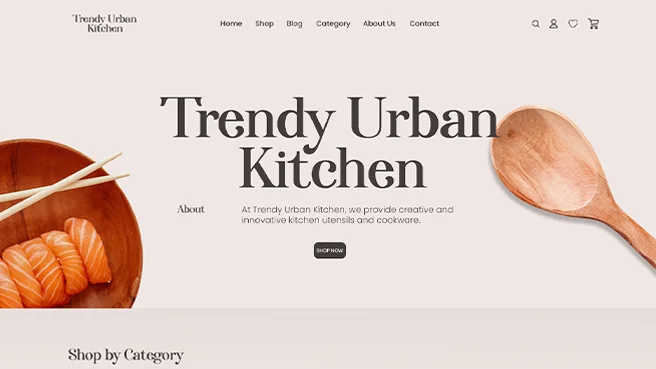 Trendy Urban
Kitchen
Home Shop Blog Category About Us Contact
Trendy Urban
Kitchen
About
At Trendy Urban Kitchen, we provide creative and
innovative kitchen utensils and cookware.
SHOP NOW
Shop by Category